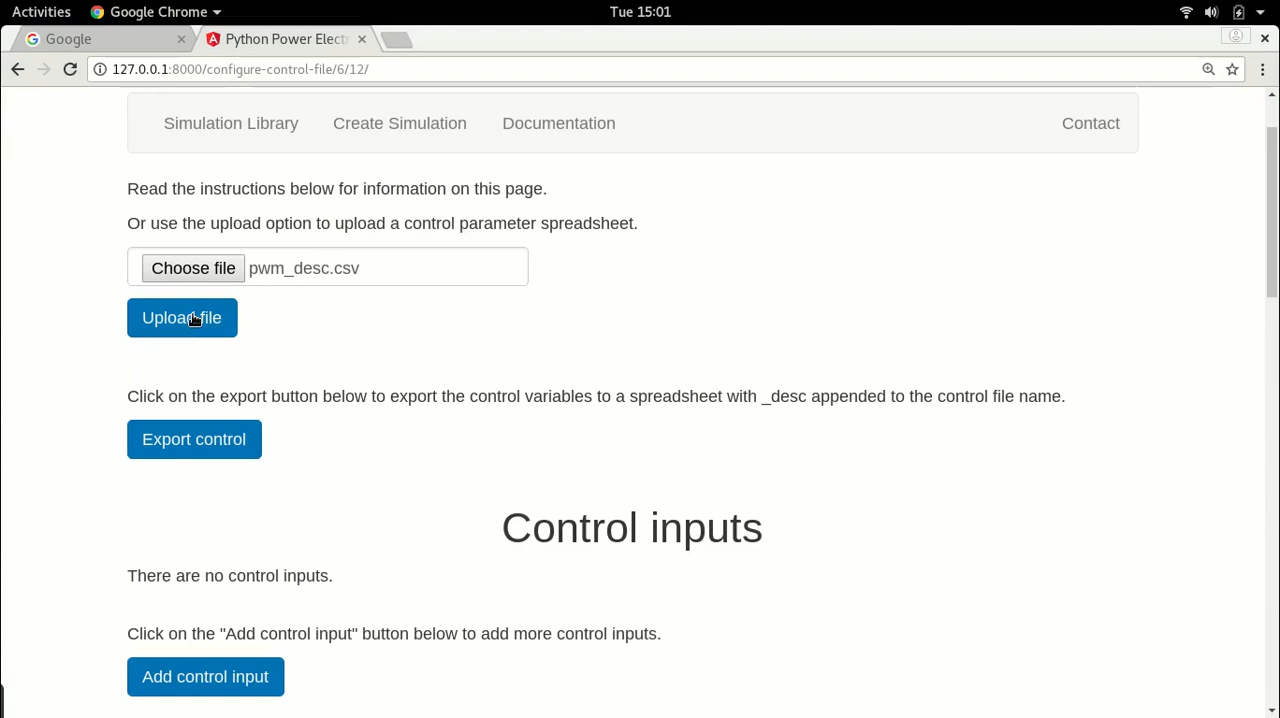 Activities Google Chrome Tue 15:01
Google Python Power Electr
127.0.0.1:8000/configure-control-file/6/12/
Simulation Library Create Simulation Documentation Contact
Read the instructions below for information on this page.
Or use the upload option to upload a control parameter spreadsheet.
Choose file pwm_desc.csv
Upload file
Click on the export button below to export the control variables to a spreadsheet with _desc appended to the control file name.
Export control
Control inputs
There are no control inputs.
Click on the "Add control input" button below to add more control inputs.
Add control input